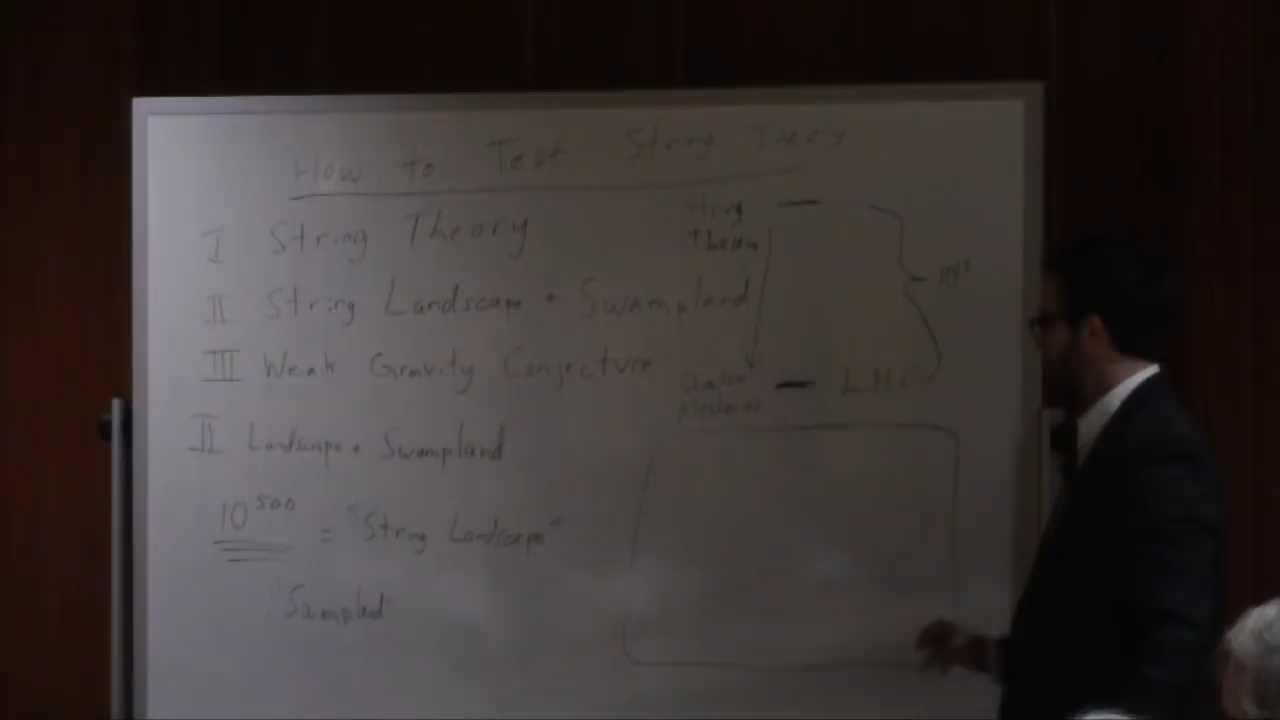 How to Test String Theory
I String Theory
II String Landscape + Swampland
III Weak Gravity Conjecture
II Landscape + Swampland
10^500 = "String Landscape"
"Swampland
String
Theory
LHC